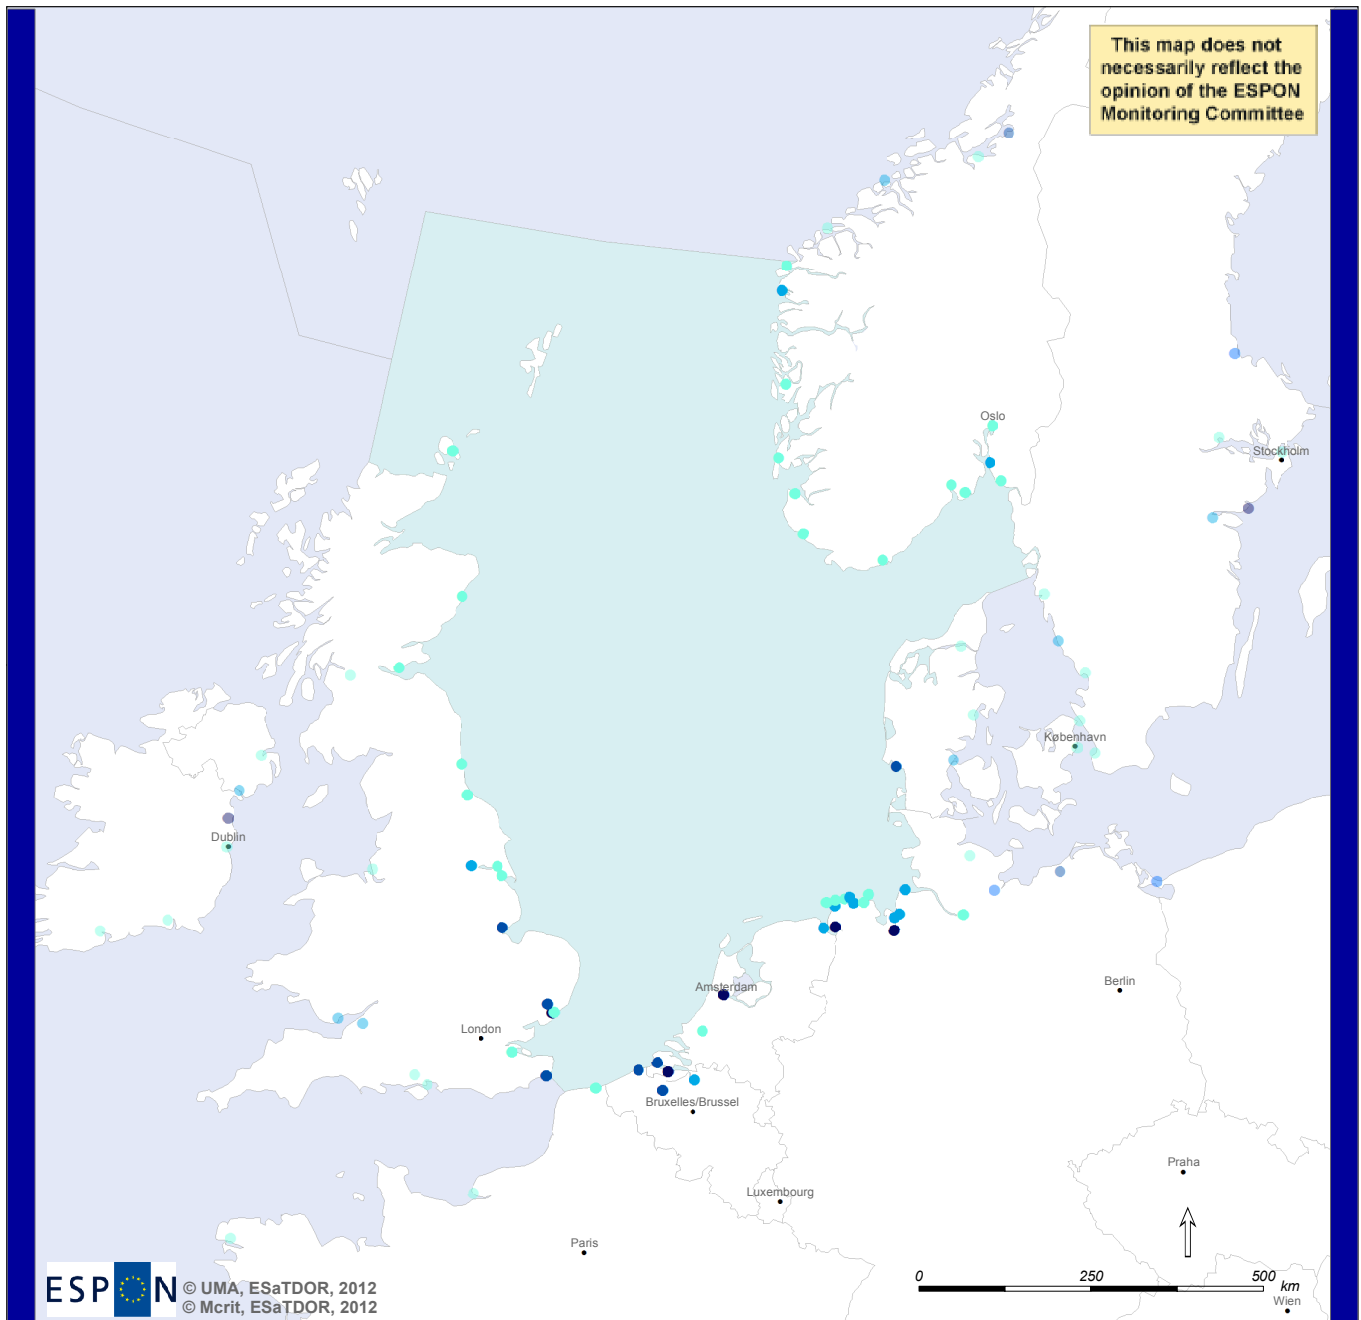 This map does not
necessarily reflect the
opinion of the ESPON
Monitoring Committee
Oslo
Stockholm
København
Dublin
Amsterdam
Berlin
London
Bruxelles/Brussel
Praha
Luxembourg
Paris
ESPON
© UMA, ESaTDOR, 2012
© Mcrit, ESaTDOR, 2012
0 250 500
km
Wien